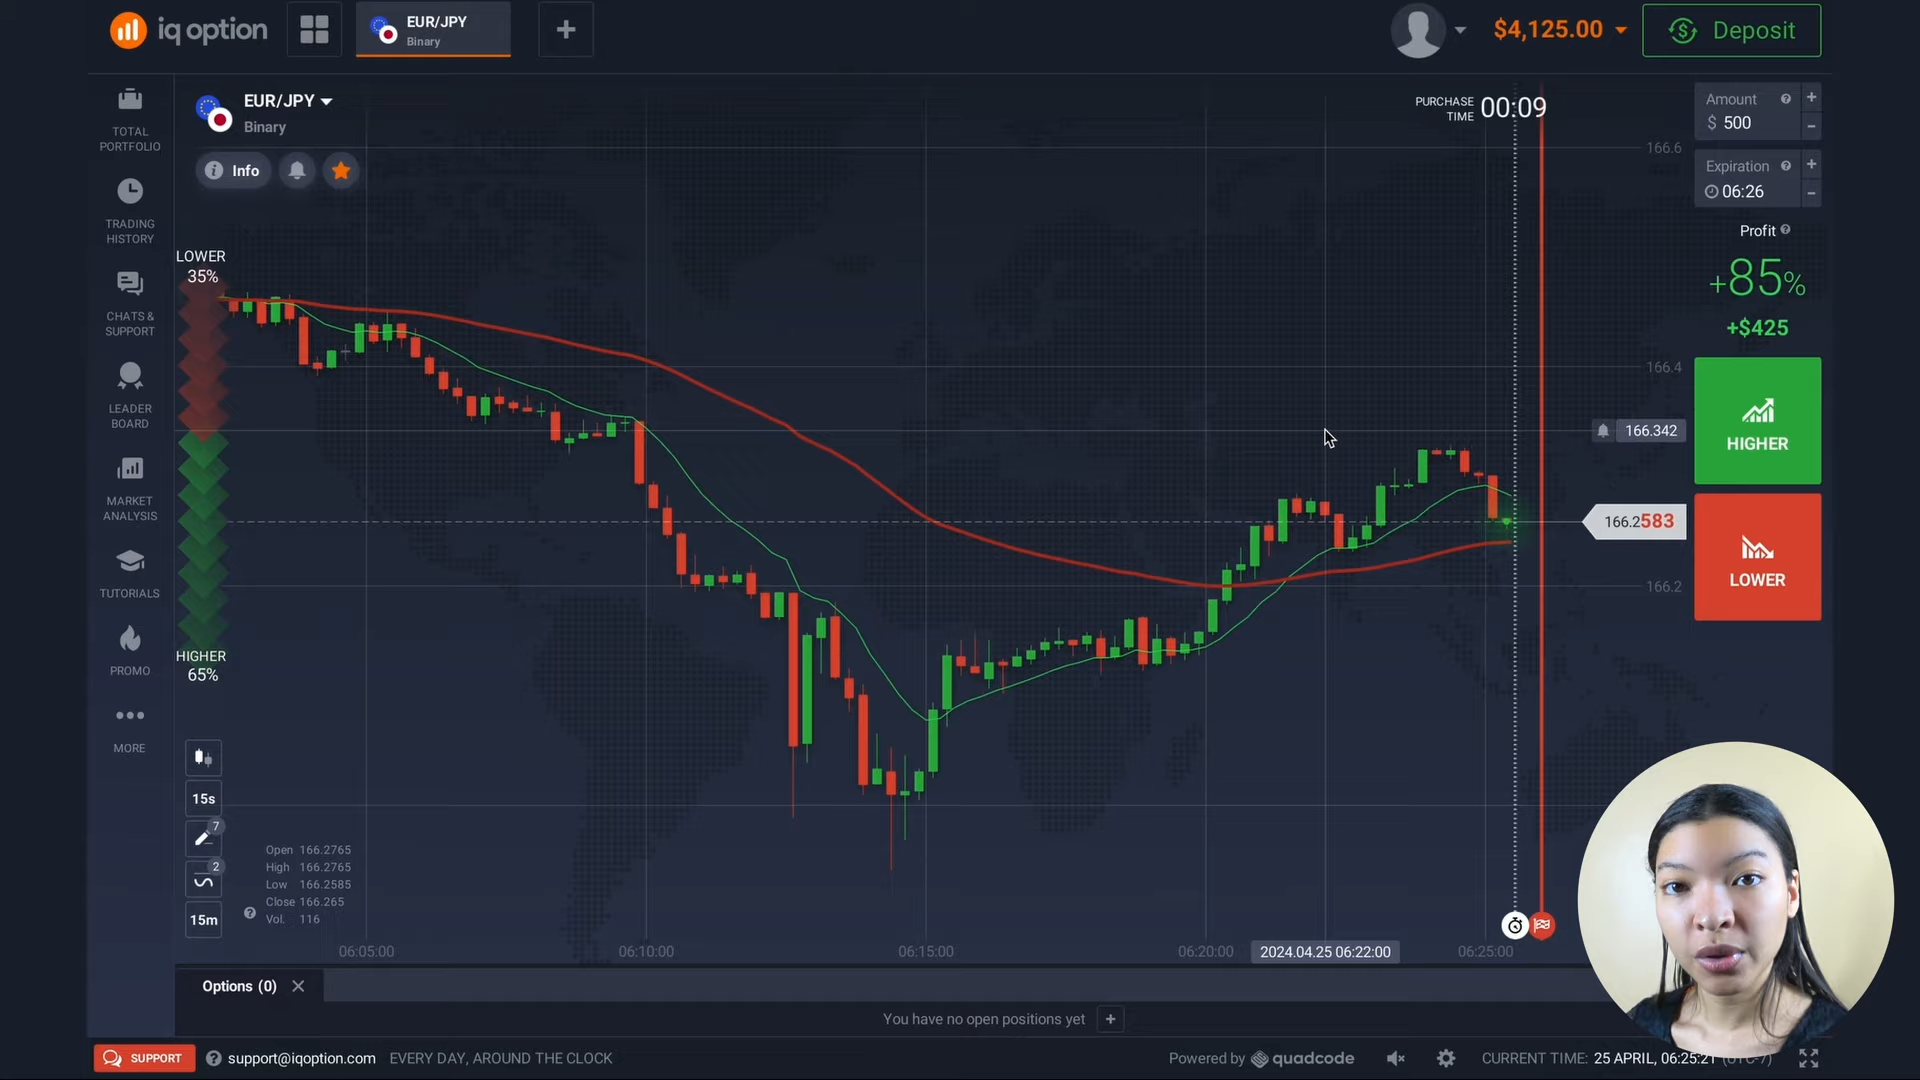 iq option
EUR/JPY
Binary
+
$4,125.00
Deposit
TOTAL
PORTFOLIO
TRADING
HISTORY
CHATS &
SUPPORT
LEADER
BOARD
MARKET
ANALYSIS
TUTORIALS
PROMO
MORE
EUR/JPY
Binary
Info
PURCHASE
TIME 00:09
LOWER
35%
HIGHER
65%
166.6
166.4
166.342
166.2583
166.2
Amount
$ 500
Expiration
06:26
Profit
+85%
+$425
HIGHER
LOWER
15s
7
2
15m
Open 166.2765
High 166.2765
Low 166.2585
Close 166.265
Vol. 116
06:05:00
06:10:00
06:15:00
06:20:00
2024.04.25 06:22:00
06:25:00
Options (0)
You have no open positions yet +
SUPPORT
support@iqoption.com
EVERY DAY, AROUND THE CLOCK
Powered by quadcode
CURRENT TIME: 25 APRIL, 06:25:21 (UTC-7)